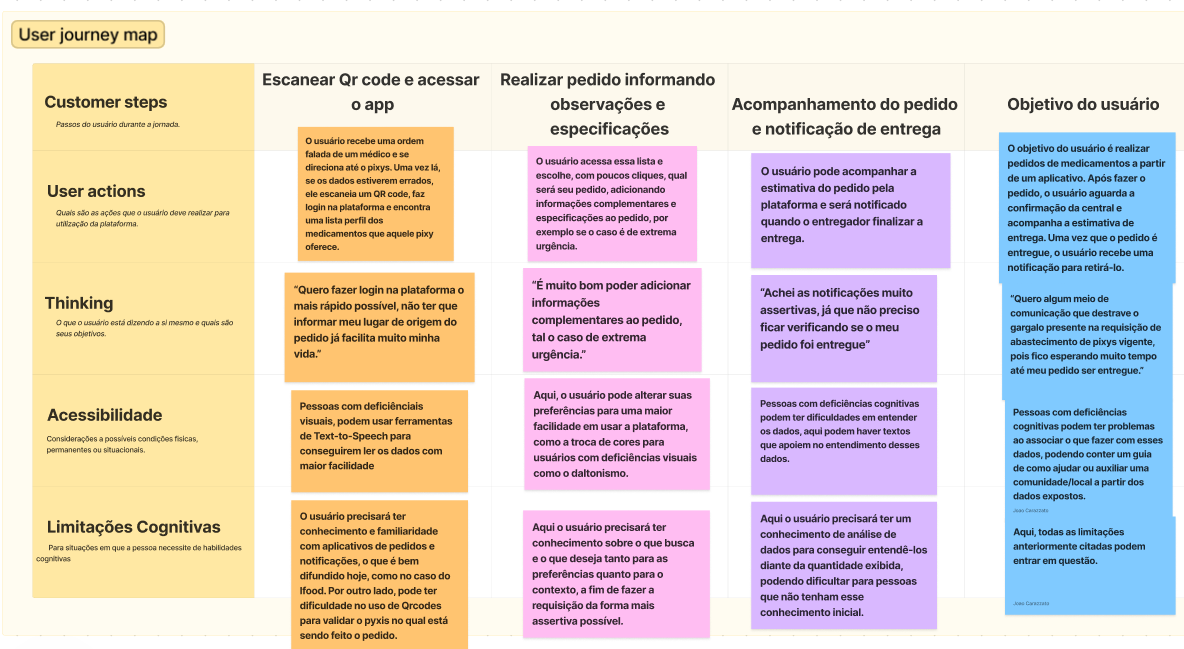 User journey map
Customer steps
Passos do usuário durante a jornada.
Escanear Qr code e acessar
o app
Realizar pedido informando
observações e
especificações
Acompanhamento do pedido
e notificação de entrega
Objetivo do usuário
User actions
Quais são as ações que o usuário deve realizar para
utilização da plataforma.
O usuário recebe uma ordem
falada de um médico e se
direciona até o pixys. Uma vez lá,
se os dados estiverem errados,
ele escaneia um QR code, faz
login na plataforma e encontra
uma lista perfil dos
medicamentos que aquele pixy
oferece.
O usuário acessa essa lista e
escolhe, com poucos cliques, qual
será seu pedido, adicionando
informações complementares e
especificações ao pedido, por
exemplo se o caso é de extrema
urgência.
O usuário pode acompanhar a
estimativa do pedido pela
plataforma e será notificado
quando o entregador finalizar a
entrega.
O objetivo do usuário é realizar
pedidos de medicamentos a partir
de um aplicativo. Após fazer o
pedido, o usuário aguarda a
confirmação da central e
acompanha a estimativa de
entrega. Uma vez que o pedido é
entregue, o usuário recebe uma
notificação para retirá-lo.
Thinking
O que o usuário está dizendo a si mesmo e quais são
seus objetivos.
“Quero fazer login na plataforma o
mais rápido possível, não ter que
informar meu lugar de origem do
pedido já facilita muito minha
vida.”
“É muito bom poder adicionar
informações
complementares ao pedido,
tal o caso de extrema
urgência.”
“Achei as notificações muito
assertivas, já que não preciso
ficar verificando se o meu
pedido foi entregue”
“Quero algum meio de
comunicação que destrave o
gargalo presente na requisição de
abastecimento de pixys vigente,
pois fico esperando muito tempo
até meu pedido ser entregue.”
Acessibilidade
Considerações a possíveis condições físicas,
permanentes ou situacionais.
Pessoas com deficiênciais
visuais, podem usar ferramentas
de Text-to-Speech para
conseguirem ler os dados com
maior facilidade
Aqui, o usuário pode alterar suas
preferências para uma maior
facilidade em usar a plataforma,
como a troca de cores para
usuários com deficiências visuais
como o daltonismo.
Pessoas com deficiências cognitivas
podem ter dificuldades em entender
os dados, aqui podem haver textos
que apoiem no entendimento desses
dados.
Pessoas com deficiências
cognitivas podem ter problemas
ao associar o que fazer com esses
dados, podendo conter um guia
de como ajudar ou auxiliar uma
comunidade/local a partir dos
dados expostos.
Joao Carazzato
Limitações Cognitivas
Para situações em que a pessoa necessite de habilidades
cognitivas
O usuário precisará ter
conhecimento e familiaridade
com aplicativos de pedidos e
notificações, o que é bem
difundido hoje, como no caso do
Ifood. Por outro lado, pode ter
dificuldade no uso de Qrcodes
para validar o pyxis no qual está
sendo feito o pedido.
Aqui o usuário precisará ter
conhecimento sobre o que busca
e o que deseja tanto para as
preferências quanto para o
contexto, a fim de fazer a
requisição da forma mais
assertiva possível.
Aqui o usuário precisará ter um
conhecimento de análise de
dados para conseguir entendê-los
diante da quantidade exibida,
podendo dificultar para pessoas
que não tenham esse
conhecimento inicial.
Aqui, todas as limitações
anteriormente citadas podem
entrar em questão.
Joao Carazzato